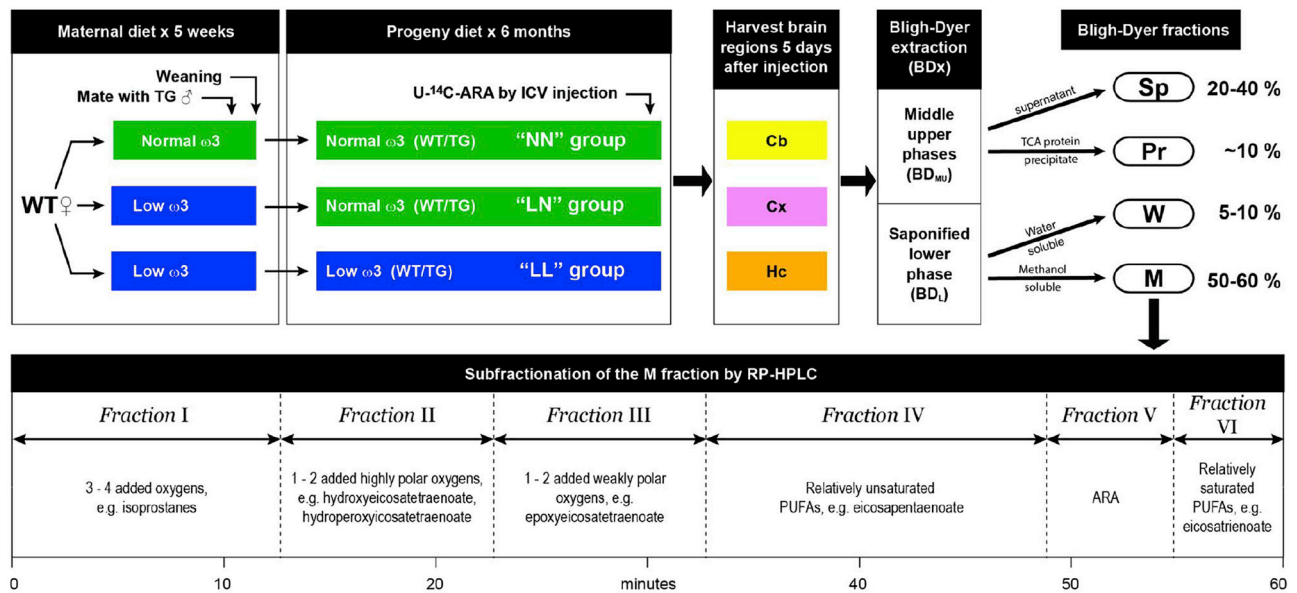 Maternal diet x 5 weeks
Weaning
Mate with TG ♂
WT♀
Normal ω3
Low ω3
Low ω3
Progeny diet x 6 months
U-¹⁴C-ARA by ICV injection
Normal ω3 (WT/TG) “NN” group
Normal ω3 (WT/TG) “LN” group
Low ω3 (WT/TG) “LL” group
Harvest brain
regions 5 days
after injection
Cb
Cx
Hc
Bligh-Dyer
extraction
(BDx)
Middle
upper
phases
(BD_MU)
Saponified
lower
phase
(BD_L)
Bligh-Dyer fractions
supernatant
Sp 20-40 %
TCA protein
precipitate
Pr ~10 %
Water
soluble
W 5-10 %
Methanol
soluble
M 50-60 %
Subfractionation of the M fraction by RP-HPLC
Fraction I
3 - 4 added oxygens,
e.g. isoprostanes
Fraction II
1 - 2 added highly polar oxygens,
e.g. hydroxyeicosatetraenoate,
hydroperoxyicosatetraenoate
Fraction III
1 - 2 added weakly polar
oxygens, e.g.
epoxyeicosatetraenoate
Fraction IV
Relatively unsaturated
PUFAs, e.g. eicosapentaenoate
Fraction V
ARA
Fraction
VI
Relatively
saturated
PUFAs, e.g.
eicosatrienoate
0 10 20 minutes 40 50 60